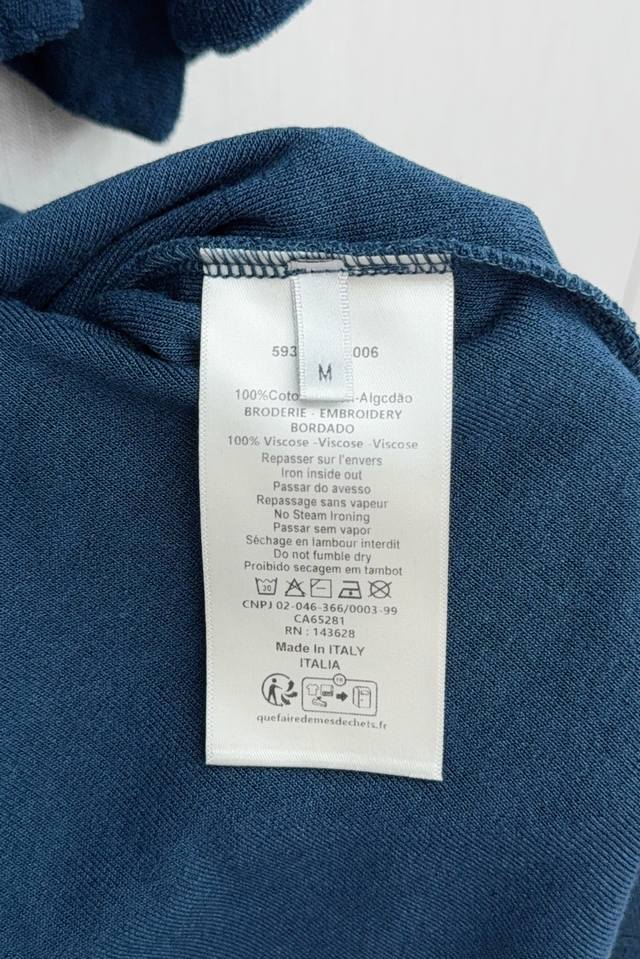 593 006
M
100%Coto -Algcdão
BRODERIE - EMBROIDERY
BORDADO
100% Viscose -Viscose -Viscose
Repasser sur l'envers
Iron inside out
Passar do avesso
Repassage sans vapeur
No Steam Ironing
Passar sem vapor
Séchage en lambour interdit
Do not fumble dry
Proibido secagem em tambot
30
CNPJ 02-046-366/0003-99
CA65281
RN : 143628
Made In ITALY
ITALIA
FR
quefairedemesdechets.fr